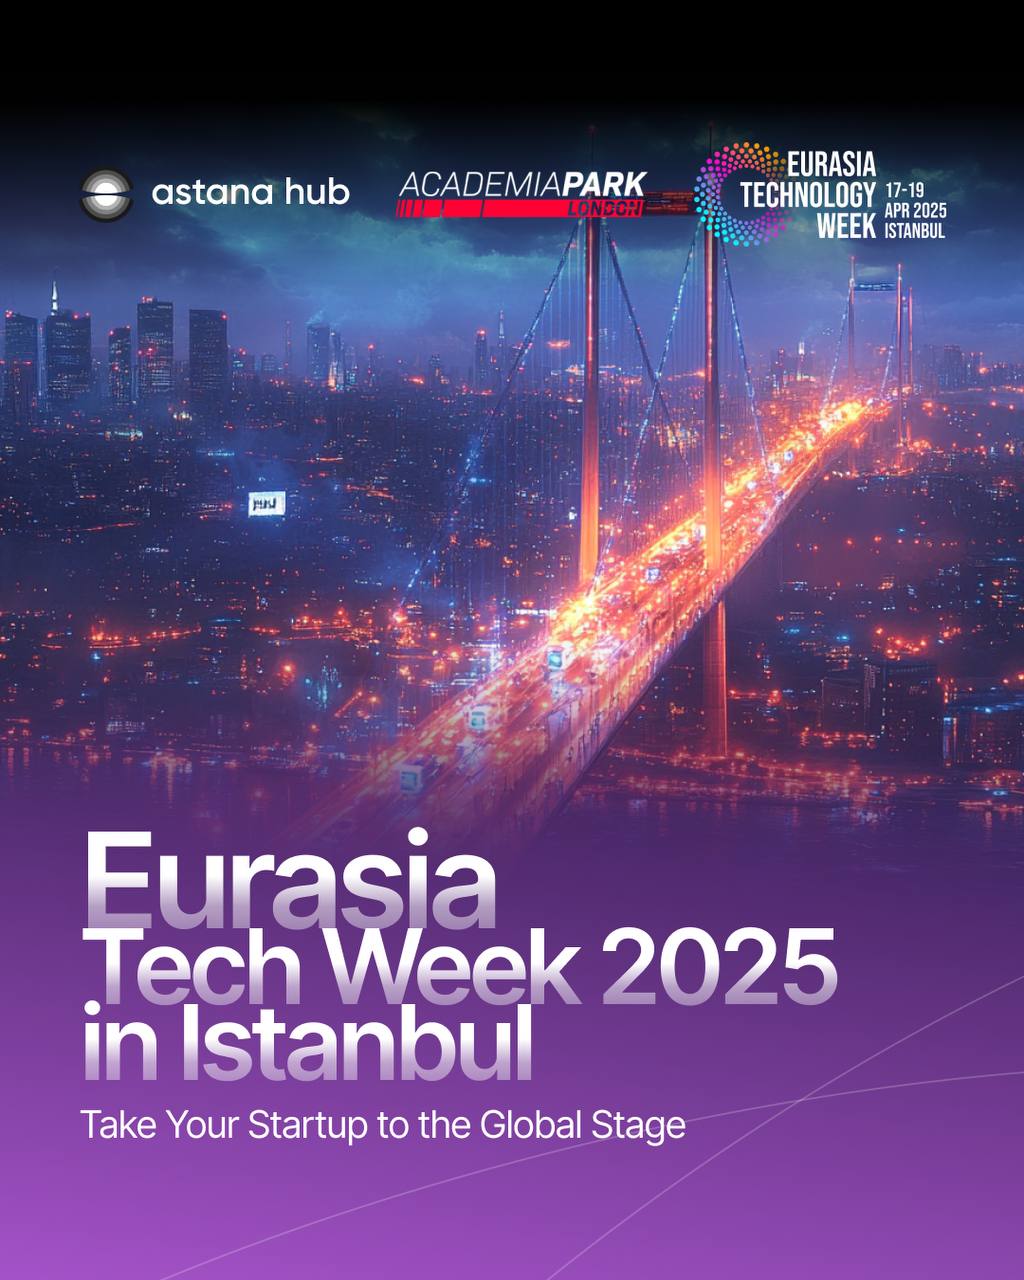 astana hub
ACADEMIAPARK
LONDON
EURASIA
TECHNOLOGY
WEEK
17-19
APR 2025
ISTANBUL
Eurasia
Tech Week 2025
in Istanbul
Take Your Startup to the Global Stage